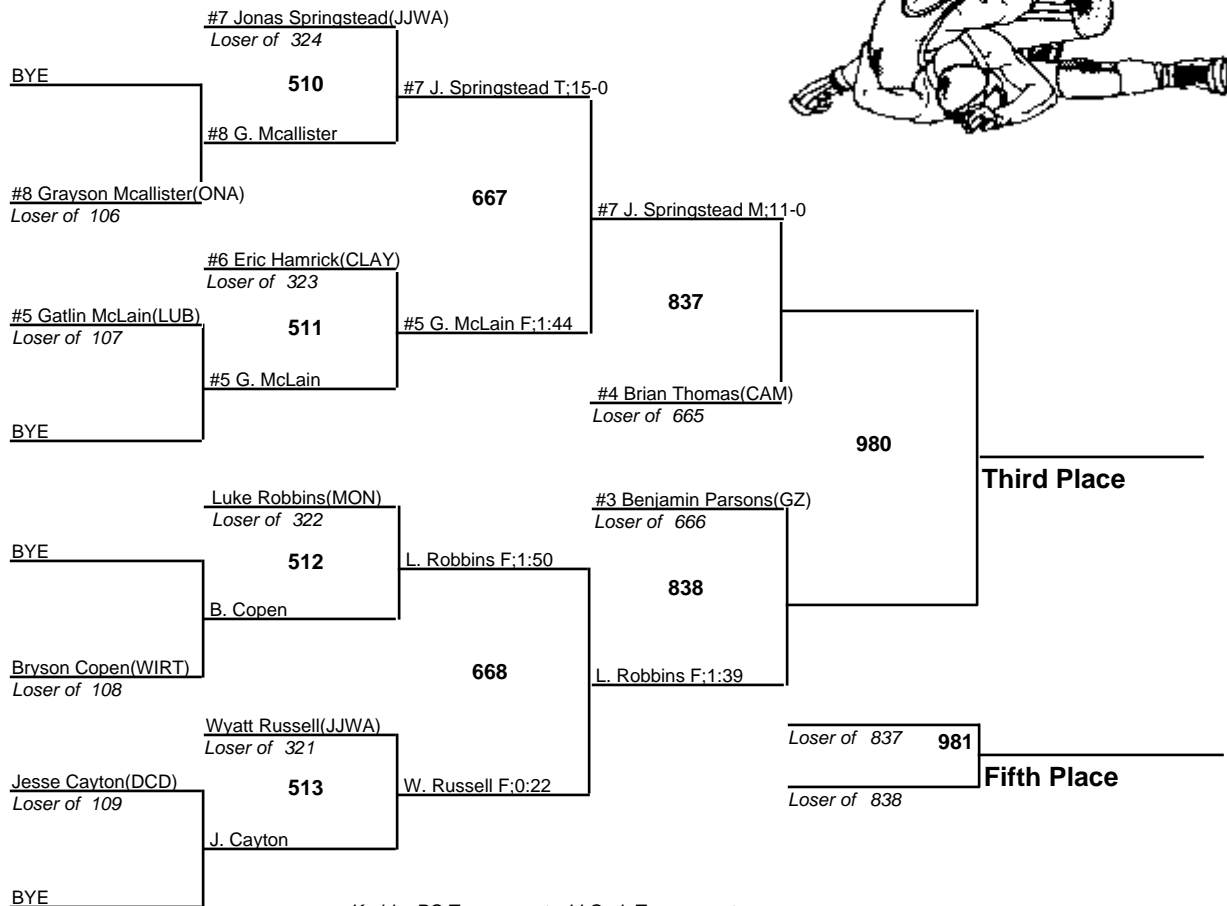 #7 Jonas Springstead(JJWA)
Loser of 324
BYE
510
#7 J. Springstead T;15-0
#8 G. Mcallister
#8 Grayson Mcallister(ONA)
Loser of 106
667
#7 J. Springstead M;11-0
#6 Eric Hamrick(CLAY)
Loser of 323
#5 Gatlin McLain(LUB)
Loser of 107
511
#5 G. McLain F;1:44
837
#5 G. McLain
#4 Brian Thomas(CAM)
Loser of 665
BYE
980
Third Place
Luke Robbins(MON)
Loser of 322
#3 Benjamin Parsons(GZ)
Loser of 666
BYE
512
L. Robbins F;1:50
838
B. Copen
Bryson Copen(WIRT)
Loser of 108
668
L. Robbins F;1:39
Wyatt Russell(JJWA)
Loser of 321
Loser of 837
981
Jesse Cayton(DCD)
Loser of 109
513
W. Russell F;0:22
Fifth Place
Loser of 838
J. Cayton
BYE